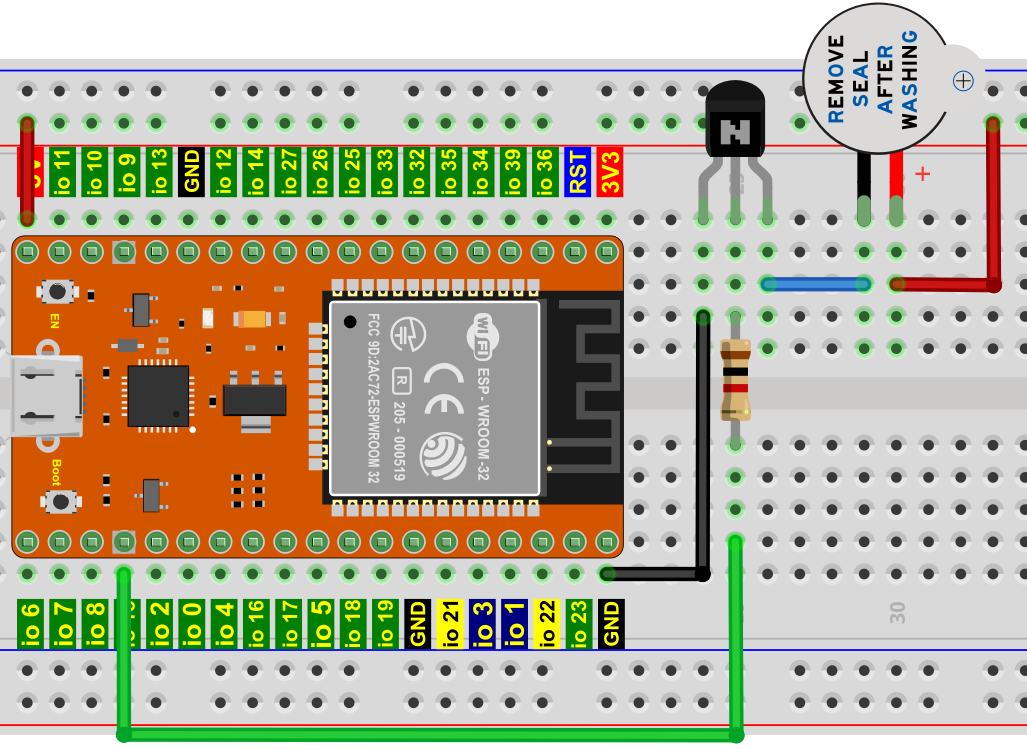 REMOVE
SEAL
AFTER
WASHING
+
io 11
io 10
io 9
io 13
GND
io 12
io 14
io 27
io 26
io 25
io 33
io 32
io 35
io 34
io 39
io 36
RST
3V3
N
EN
Boot
FCC 9D:2AC72-ESPWROOM 32
R
205 - 000519
CE
WiFi
ESP - WROOM -32
io 6
io 7
io 8
io 2
io 0
io 4
io 16
io 17
io 5
io 18
io 19
GND
io 21
io 3
io 1
io 22
io 23
GND
30